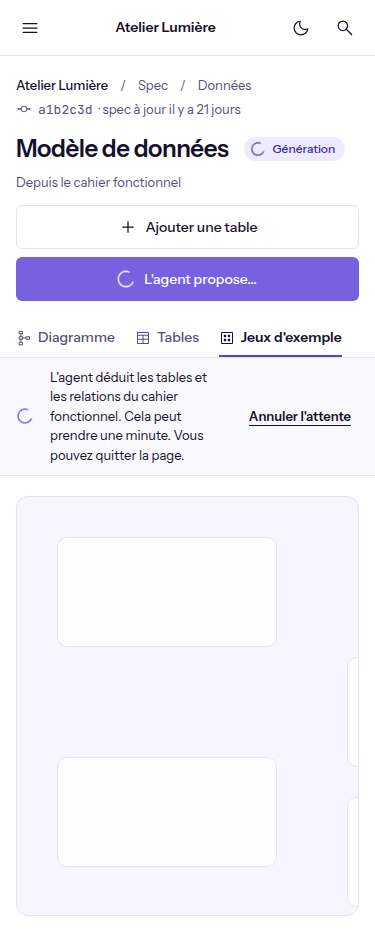 Atelier Lumière
Atelier Lumière / Spec / Données
a1b2c3d · spec à jour il y a 21 jours
Modèle de données
Génération
Depuis le cahier fonctionnel
Ajouter une table
L'agent propose…
Diagramme
Tables
Jeux d'exemple
L'agent déduit les tables et
les relations du cahier
fonctionnel. Cela peut
prendre une minute. Vous
pouvez quitter la page.
Annuler l'attente